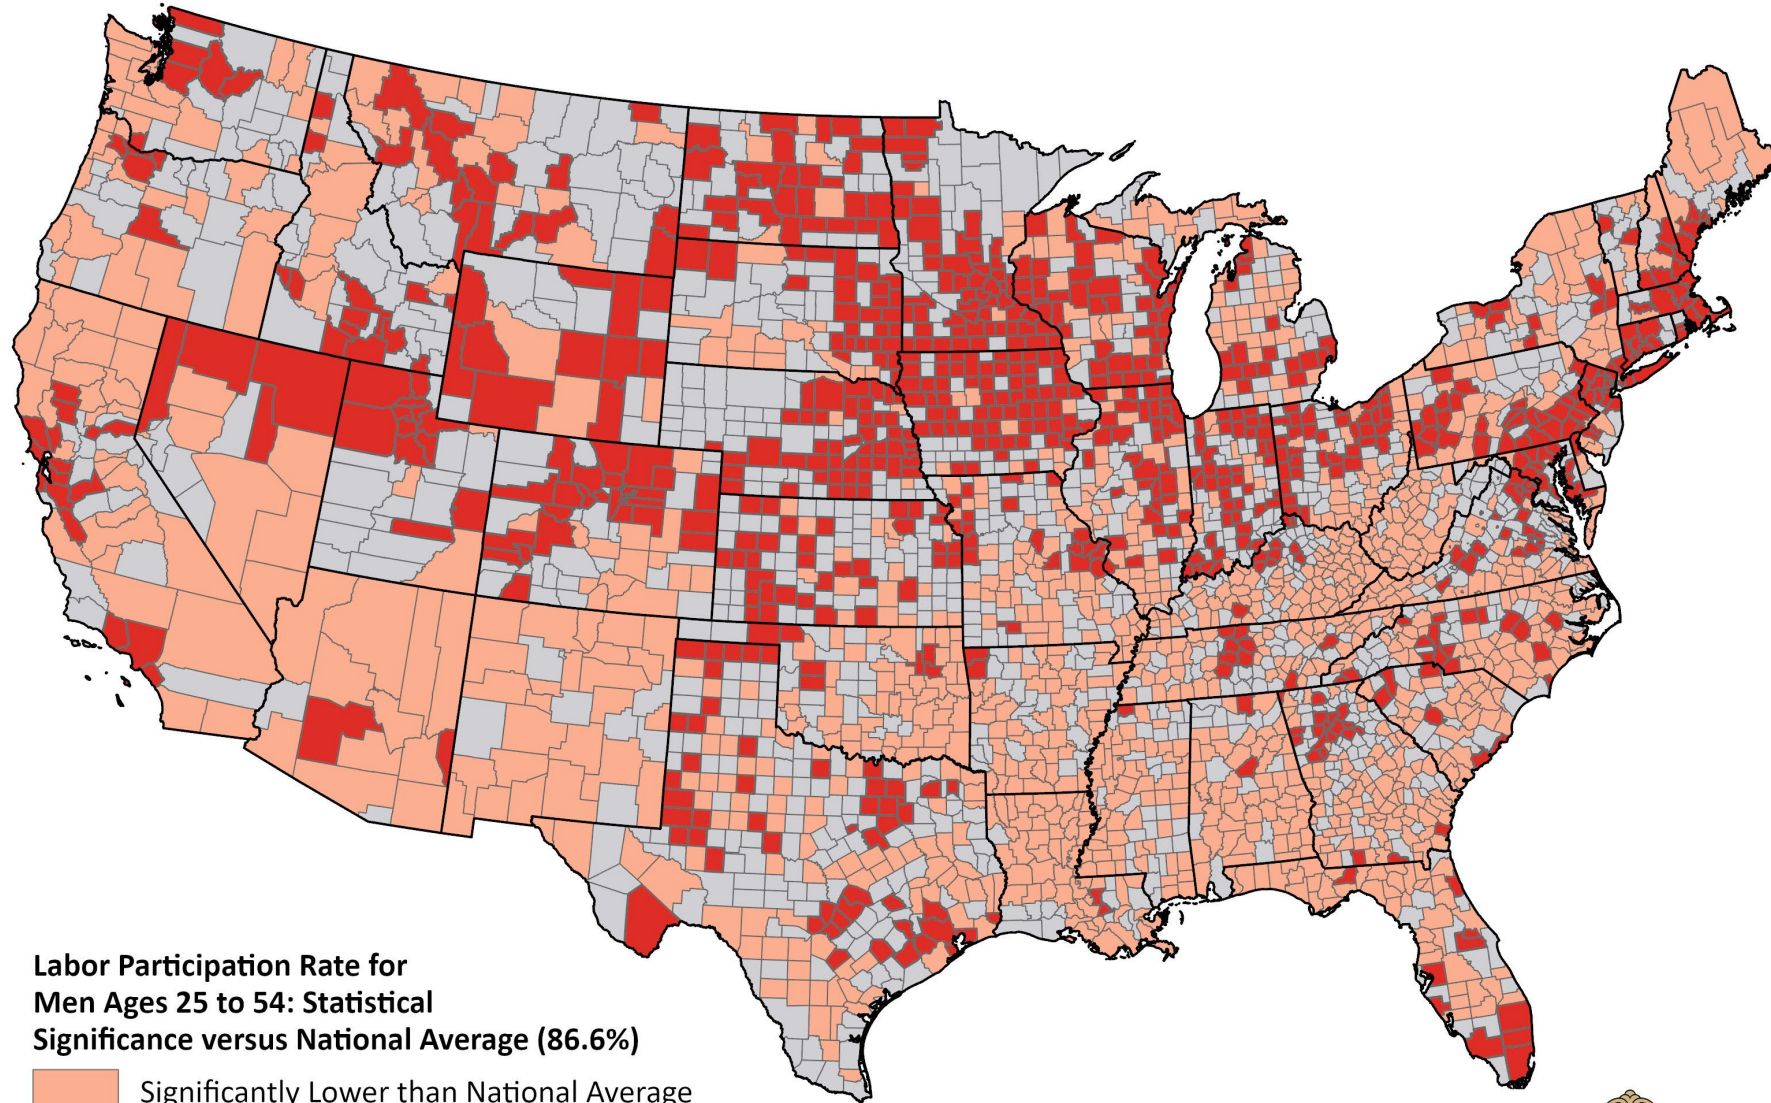 Labor Participation Rate for
Men Ages 25 to 54: Statistical
Significance versus National Average (86.6%)
Significantly Lower than National Average